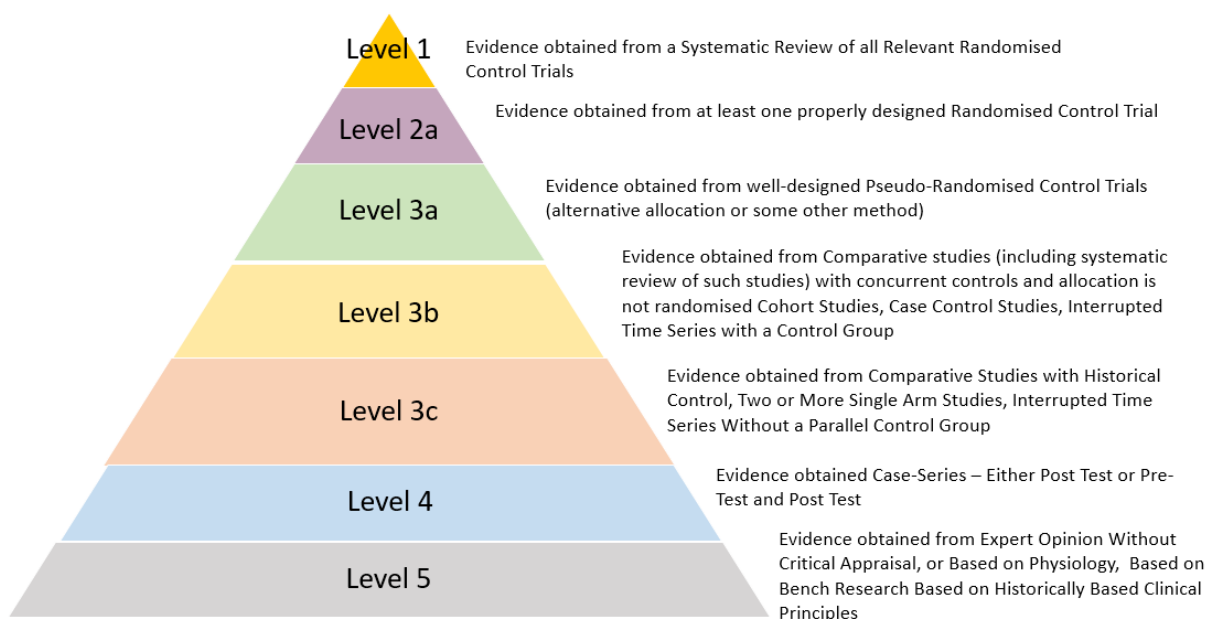 Level 1
Evidence obtained from a Systematic Review of all Relevant Randomised
Control Trials
Level 2a
Evidence obtained from at least one properly designed Randomised Control Trial
Level 3a
Evidence obtained from well-designed Pseudo-Randomised Control Trials
(alternative allocation or some other method)
Level 3b
Evidence obtained from Comparative studies (including systematic
review of such studies) with concurrent controls and allocation is
not randomised Cohort Studies, Case Control Studies, Interrupted
Time Series with a Control Group
Level 3c
Evidence obtained from Comparative Studies with Historical
Control, Two or More Single Arm Studies, Interrupted Time
Series Without a Parallel Control Group
Level 4
Evidence obtained Case-Series – Either Post Test or Pre-
Test and Post Test
Level 5
Evidence obtained from Expert Opinion Without
Critical Appraisal, or Based on Physiology, Based on
Bench Research Based on Historically Based Clinical
Principles